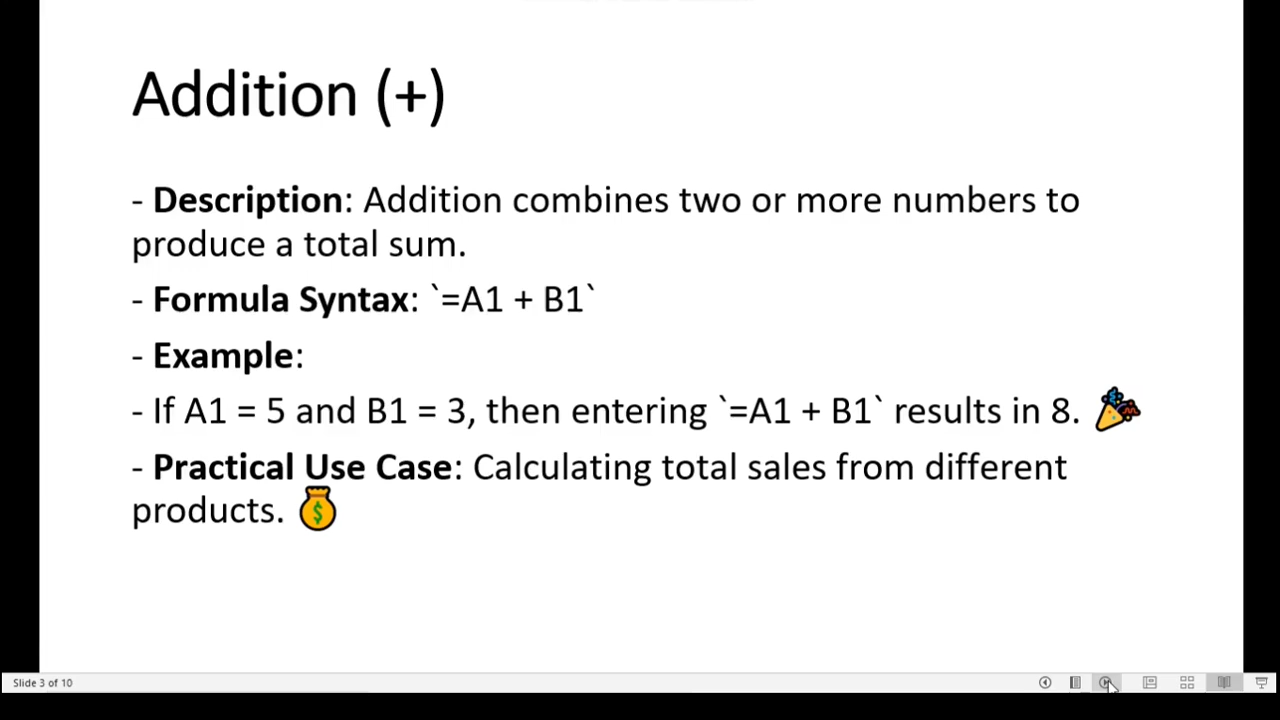 Addition (+)
- Description: Addition combines two or more numbers to
produce a total sum.
- Formula Syntax: `=A1 + B1`
- Example:
- If A1 = 5 and B1 = 3, then entering `=A1 + B1` results in 8. 🎉
- Practical Use Case: Calculating total sales from different
products. 💰
Slide 3 of 10